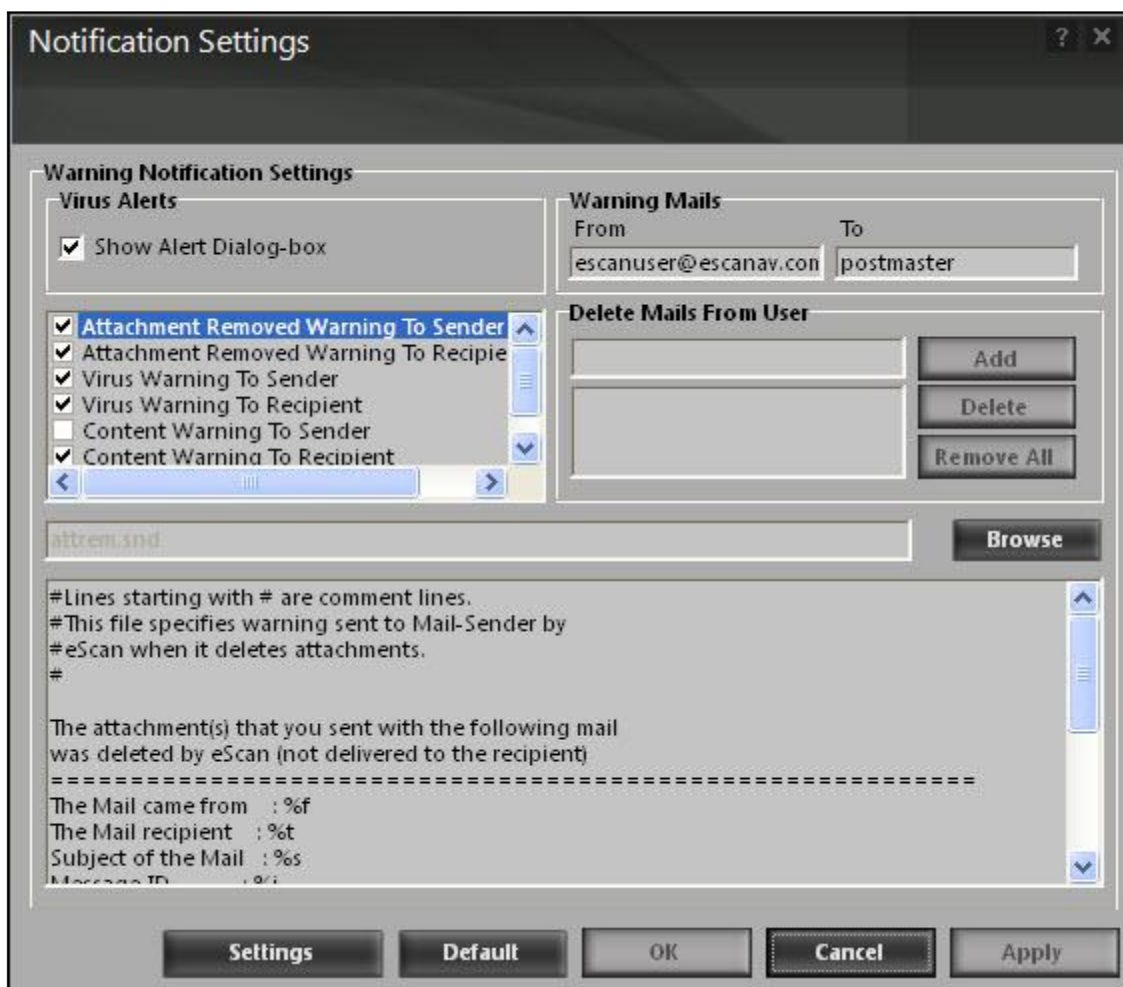 Notification Settings
? X
Warning Notification Settings
Virus Alerts
Show Alert Dialog-box
Warning Mails
From To
escanuser@escanav.con postmaster
Attachment Removed Warning To Sender
Attachment Removed Warning To Recipie
Virus Warning To Sender
Virus Warning To Recipient
Content Warning To Sender
Content Warning To Recipient
Delete Mails From User
Add
Delete
Remove All
attrem.snd
Browse
#Lines starting with # are comment lines.
#This file specifies warning sent to Mail-Sender by
#eScan when it deletes attachments.
#
The attachment(s) that you sent with the following mail
was deleted by eScan (not delivered to the recipient)
==========================================================
The Mail came from : %f
The Mail recipient : %t
Subject of the Mail : %s
Message ID : %i
Settings Default OK Cancel Apply